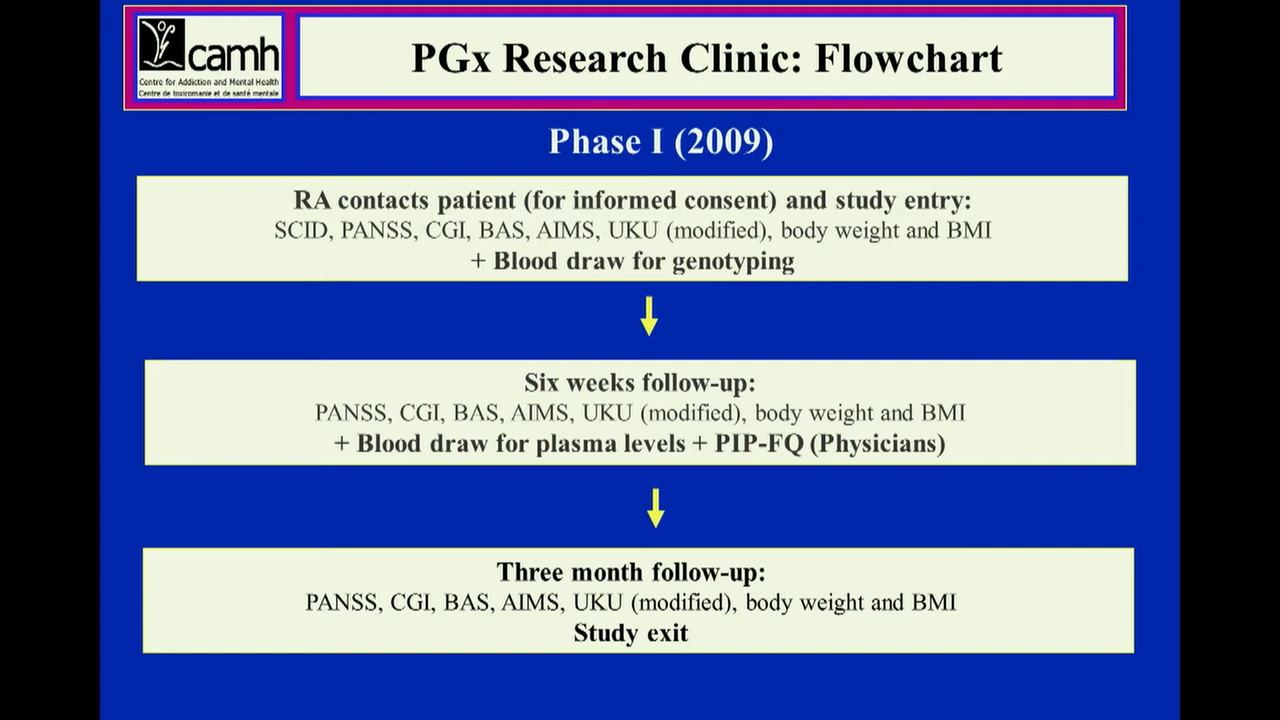 camh
Centre for Addiction and Mental Health
Centre de toxicomanie et de santé mentale
PGx Research Clinic: Flowchart
Phase I (2009)
RA contacts patient (for informed consent) and study entry:
SCID, PANSS, CGI, BAS, AIMS, UKU (modified), body weight and BMI
+ Blood draw for genotyping
Six weeks follow-up:
PANSS, CGI, BAS, AIMS, UKU (modified), body weight and BMI
+ Blood draw for plasma levels + PIP-FQ (Physicians)
Three month follow-up:
PANSS, CGI, BAS, AIMS, UKU (modified), body weight and BMI
Study exit